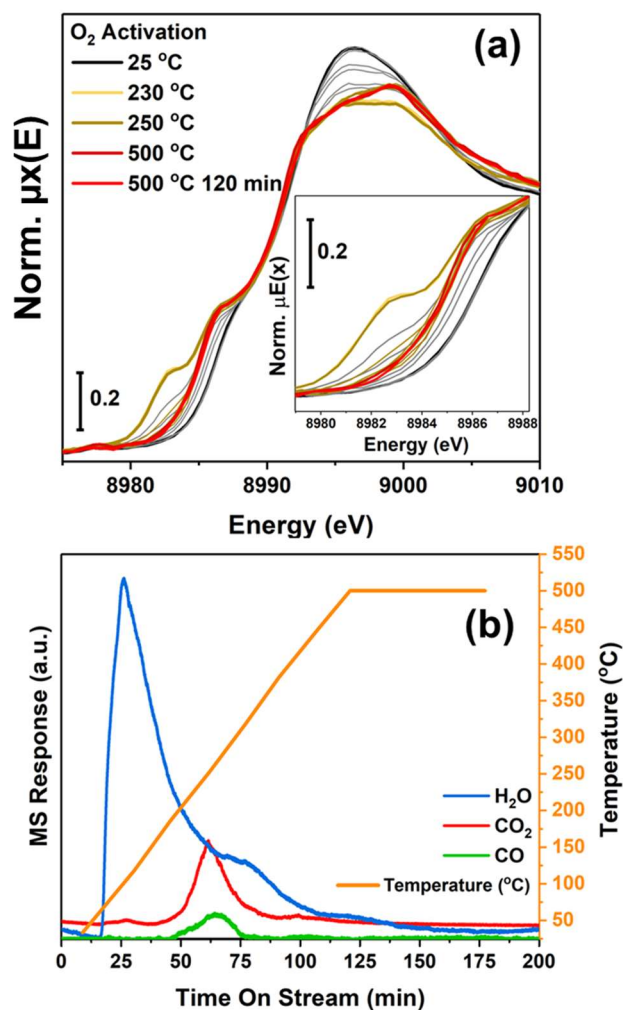 O2 Activation
(a)
25 °C
230 °C
250 °C
500 °C
500 °C 120 min
Norm. μx(E)
0.2
0.2
Norm. μE(x)
8980 8982 8984 8986 8988
Energy (eV)
8980 8990 9000 9010
Energy (eV)
(b)
MS Response (a.u.)
H2O
CO2
CO
Temperature (°C)
550
500
450
400
350
300
250
200
150
100
50
Temperature (°C)
0 25 50 75 100 125 150 175 200
Time On Stream (min)